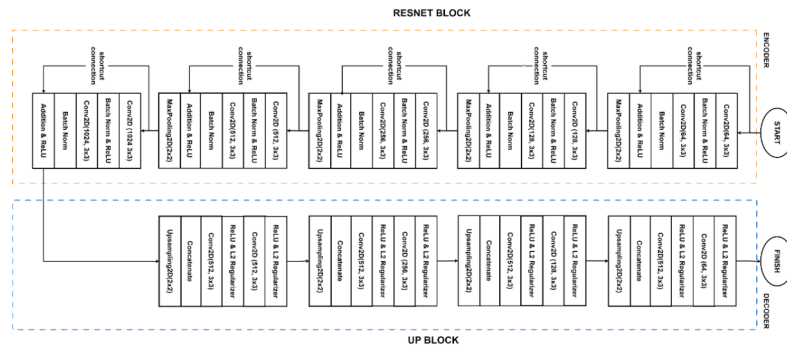 RESNET BLOCK
ENCODER
START
shortcut
connection
Conv2D(64, 3x3)
Batch Norm & ReLU
Conv2D(64, 3x3)
Batch Norm
Addition & ReLU
MaxPooling2D(2x2)
shortcut
connection
Conv2D (128, 3x3)
Batch Norm & ReLU
Conv2D(128, 3x3)
Batch Norm
Addition & ReLU
MaxPooling2D(2x2)
shortcut
connection
Conv2D (256, 3x3)
Batch Norm & ReLU
Conv2D(256, 3x3)
Batch Norm
Addition & ReLU
MaxPooling2D(2x2)
shortcut
connection
Conv2D (512, 3x3)
Batch Norm & ReLU
Conv2D(512, 3x3)
Batch Norm
Addition & ReLU
MaxPooling2D(2x2)
shortcut
connection
Conv2D (1024 3x3)
Conv2D(1024, 3x3)
Batch Norm
Addition & ReLU
Upsampling2D(2x2)
Concatenate
Conv2D(512, 3x3)
ReLU & L2 Regularizer
Conv2D (512, 3x3)
ReLU & L2 Regularizer
Upsampling2D(2x2)
Concatenate
Conv2D(512, 3x3)
ReLU & L2 Regularizer
Conv2D (256, 3x3)
ReLU & L2 Regularizer
Upsampling2D(2x2)
Concatenate
Conv2D(512, 3x3)
ReLU & L2 Regularizer
Conv2D (128, 3x3)
ReLU & L2 Regularizer
Upsampling2D(2x2)
Concatenate
Conv2D(512, 3x3)
ReLU & L2 Regularizer
Conv2D (64, 3x3)
ReLU & L2 Regularizer
FINISH
DECODER
UP BLOCK